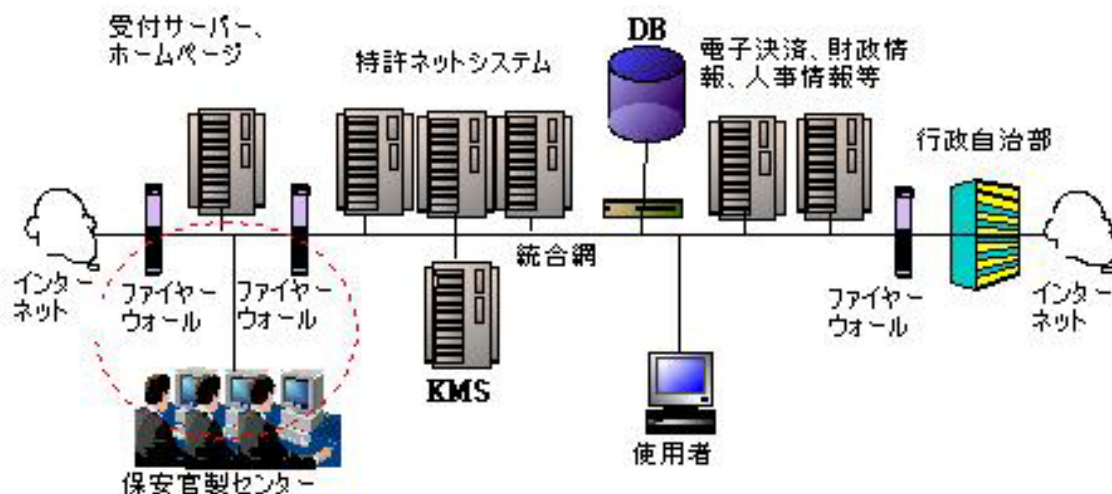 受付サーバー、
ホームページ
特許ネットシステム
DB
電子決済、財政情
報、人事情報等
行政自治部
インター
ネット
ファイヤー
ウォール
ファイヤー
ウォール
統合網
KMS
ファイヤー
ウォール
インター
ネット
使用者
保安官製センター